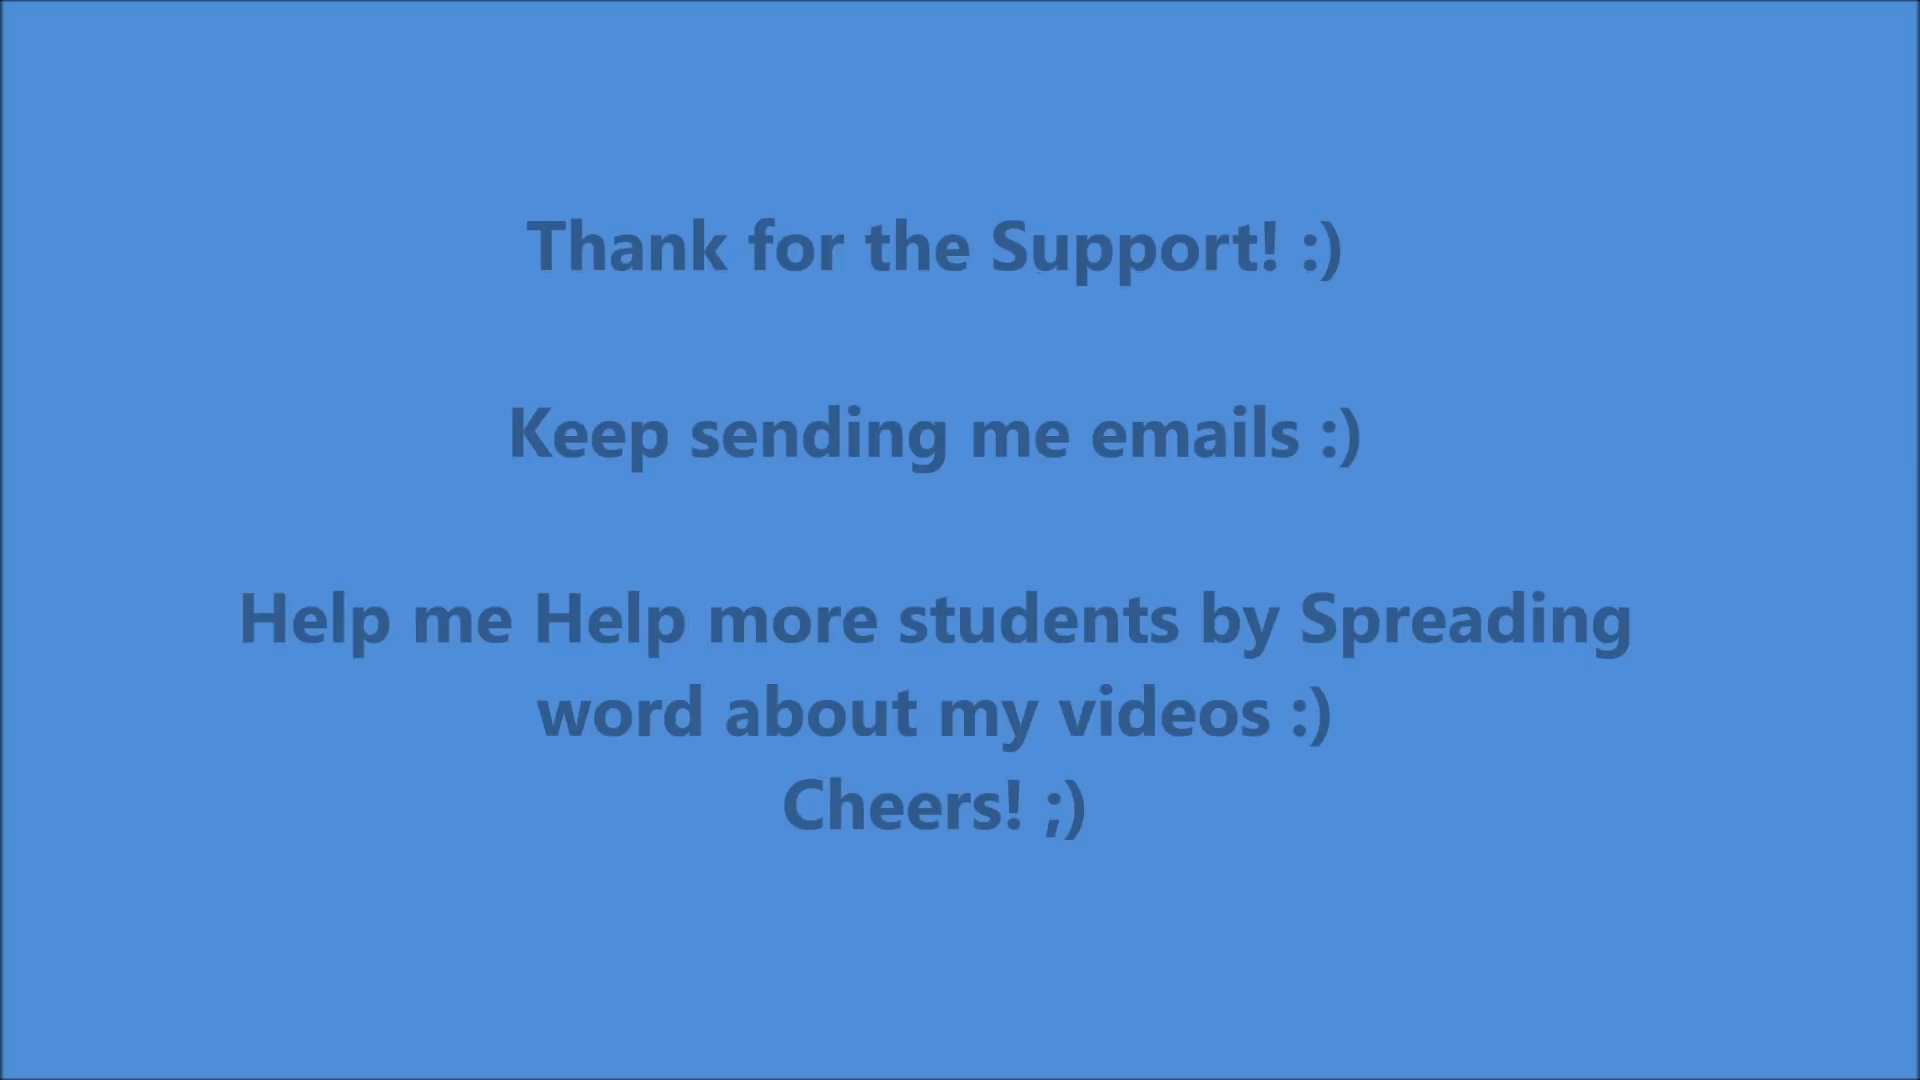 Thank for the Support! :)
Keep sending me emails :)
Help me Help more students by Spreading
word about my videos :)
Cheers! ;)